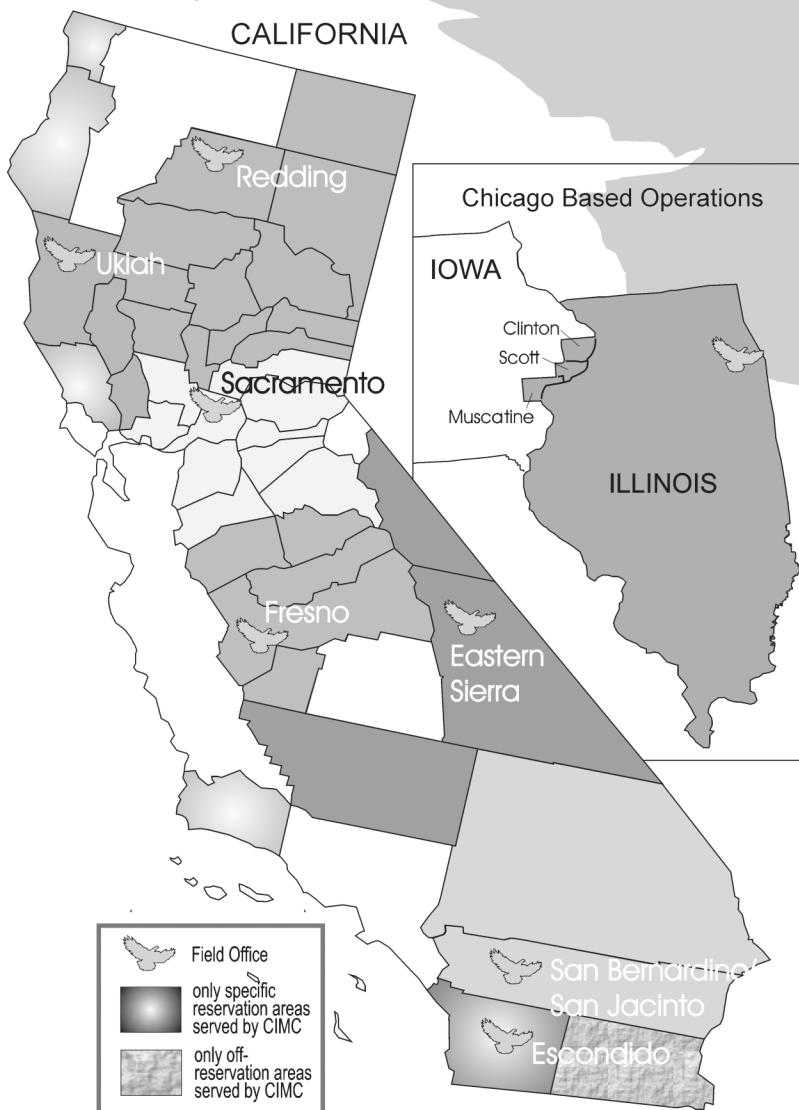 CALIFORNIA
Redding
Ukiah
Sacramento
Fresno
Eastern
Sierra
San Bernardino/
San Jacinto
Escondido
Chicago Based Operations
IOWA
Clinton
Scott
Muscatine
ILLINOIS
Field Office
only specific
reservation areas
served by CIMC
only off-
reservation areas
served by CIMC